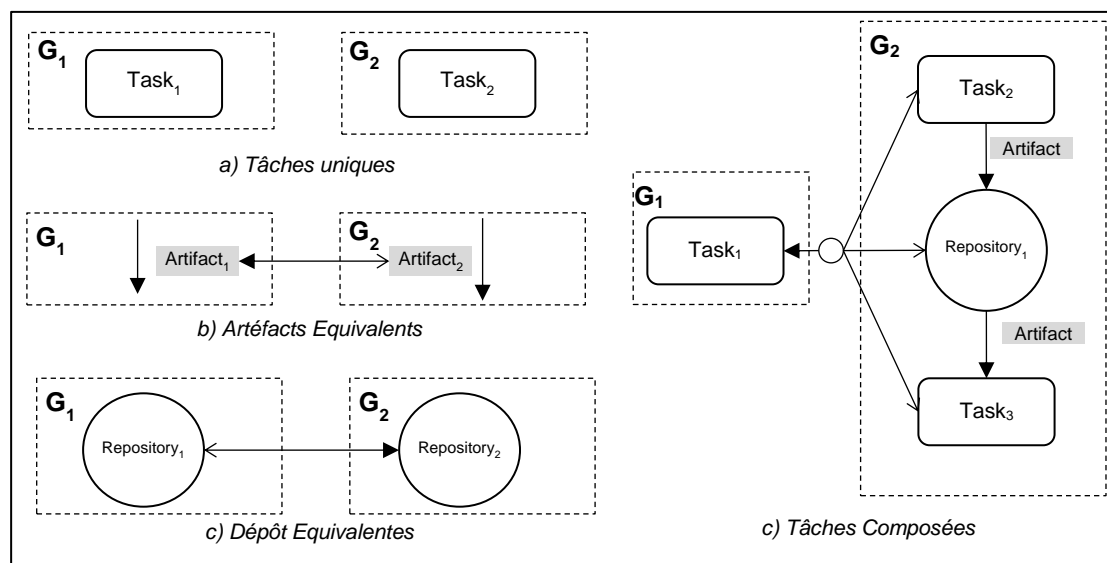 G₁
Task₁
G₂
Task₂
a) Tâches uniques
G₁
Artifact₁
G₂
Artifact₂
b) Artéfacts Equivalents
G₁
Repository₁
G₂
Repository₂
c) Dépôt Equivalentes
G₂
Task₂
Artifact
G₁
Task₁
Repository₁
Artifact
Task₃
c) Tâches Composées